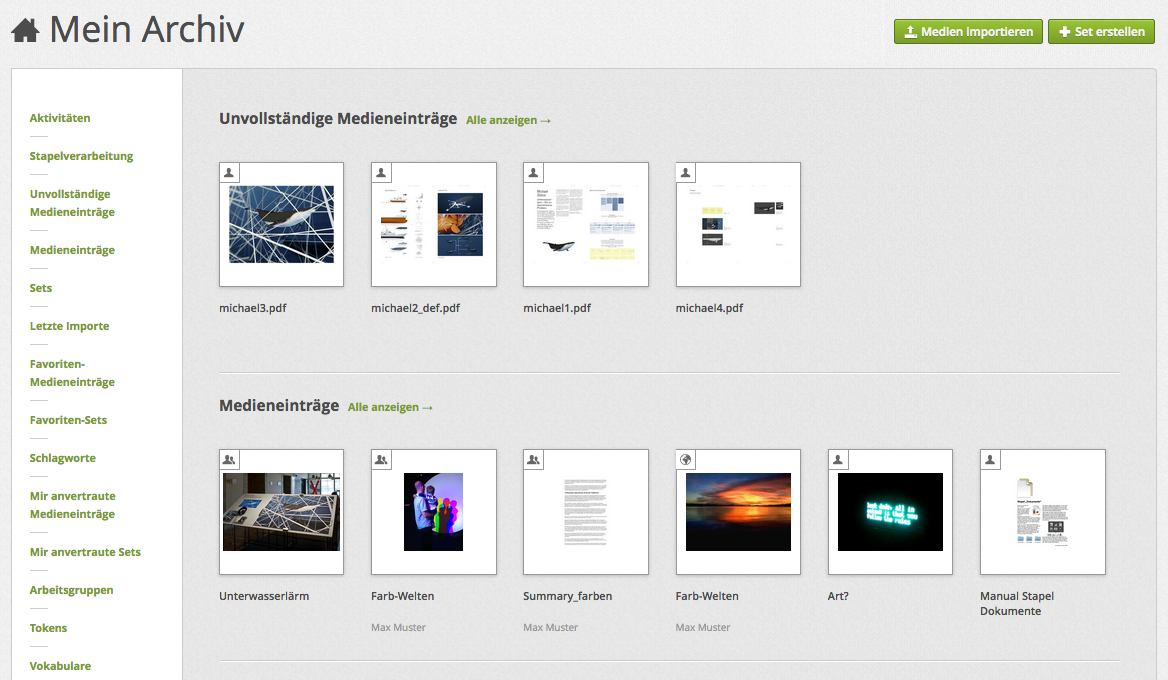 Mein Archiv
Medien importieren
Set erstellen
Aktivitäten
Stapelverarbeitung
Unvollständige
Medieneinträge
Medieneinträge
Sets
Letzte Importe
Favoriten-
Medieneinträge
Favoriten-Sets
Schlagworte
Mir anvertraute
Medieneinträge
Mir anvertraute Sets
Arbeitsgruppen
Tokens
Vokabulare
Unvollständige Medieneinträge Alle anzeigen →
michael3.pdf
michael2_def.pdf
michael1.pdf
michael4.pdf
Medieneinträge Alle anzeigen →
Unterwasserlärm
Farb-Welten
Max Muster
Summary_farben
Max Muster
Farb-Welten
Max Muster
Art?
Manual Stapel
Dokumente